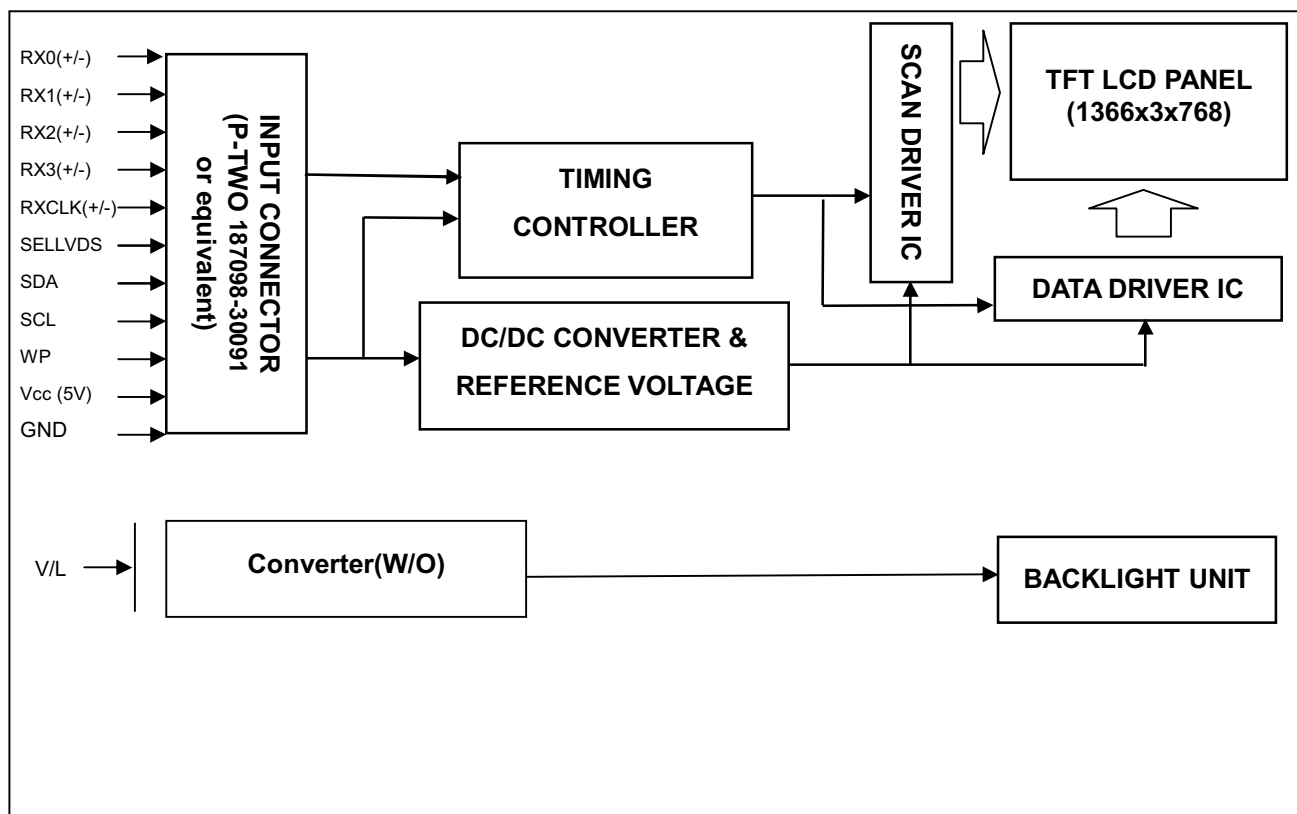 RX0(+/-)
RX1(+/-)
RX2(+/-)
RX3(+/-)
RXCLK(+/-)
SELLVDS
SDA
SCL
WP
Vcc (5V)
GND
INPUT CONNECTOR
(P-TWO 187098-30091
or equivalent)
TIMING
CONTROLLER
DC/DC CONVERTER &
REFERENCE VOLTAGE
SCAN DRIVER IC
TFT LCD PANEL
(1366x3x768)
DATA DRIVER IC
V/L
Converter(W/O)
BACKLIGHT UNIT